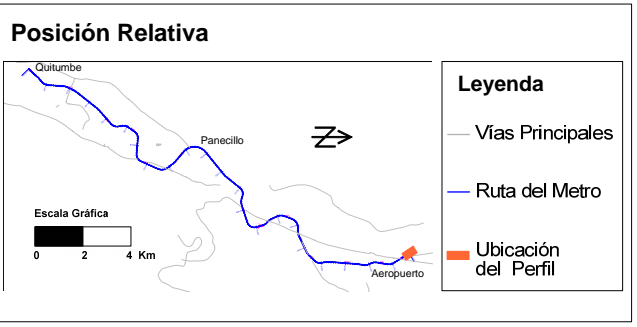 Posición Relativa
Quitumbe
Panecillo
N
Escala Gráfica
0 2 4 Km
Aeropuerto
Leyenda
Vías Principales
Ruta del Metro
Ubicación
del Perfil